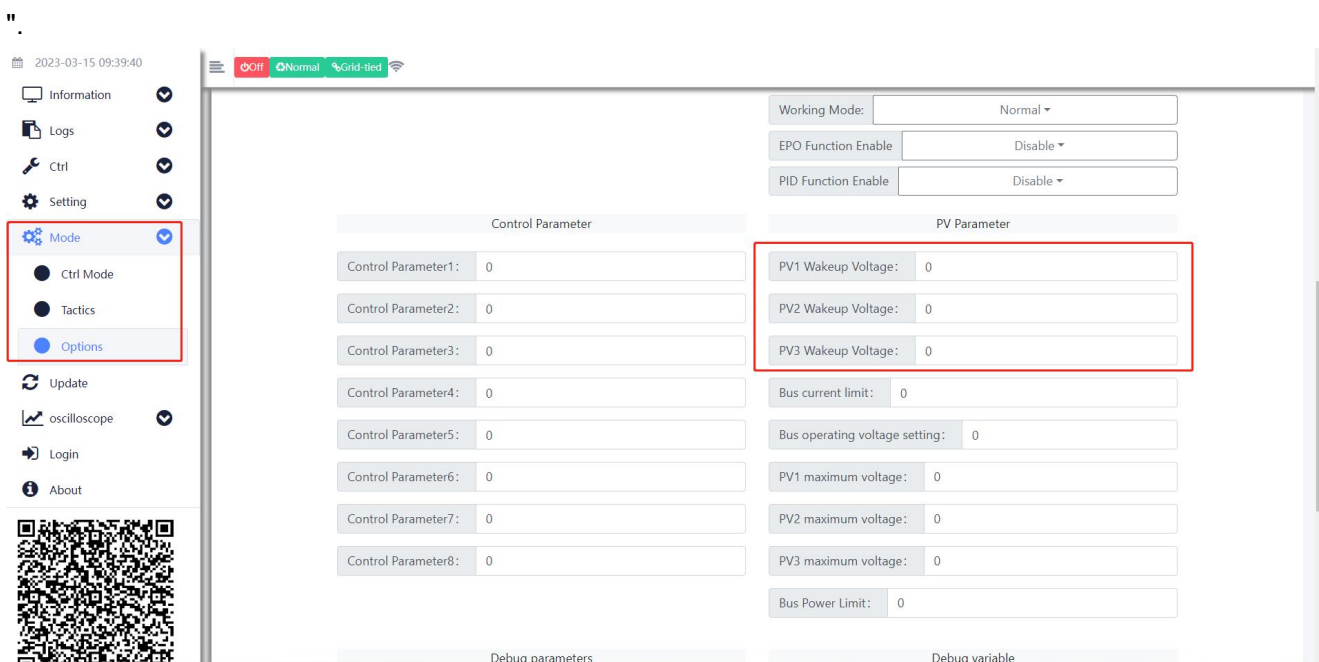 ".
2023-03-15 09:39:40
Off Normal Grid-tied
Information
Logs
Ctrl
Setting
Mode
Ctrl Mode
Tactics
Options
Update
oscilloscope
Login
About
Working Mode: Normal
EPO Function Enable Disable
PID Function Enable Disable
Control Parameter
Control Parameter1: 0
Control Parameter2: 0
Control Parameter3: 0
Control Parameter4: 0
Control Parameter5: 0
Control Parameter6: 0
Control Parameter7: 0
Control Parameter8: 0
PV Parameter
PV1 Wakeup Voltage: 0
PV2 Wakeup Voltage: 0
PV3 Wakeup Voltage: 0
Bus current limit: 0
Bus operating voltage setting: 0
PV1 maximum voltage: 0
PV2 maximum voltage: 0
PV3 maximum voltage: 0
Bus Power Limit: 0
Debug parameters
Debug variable